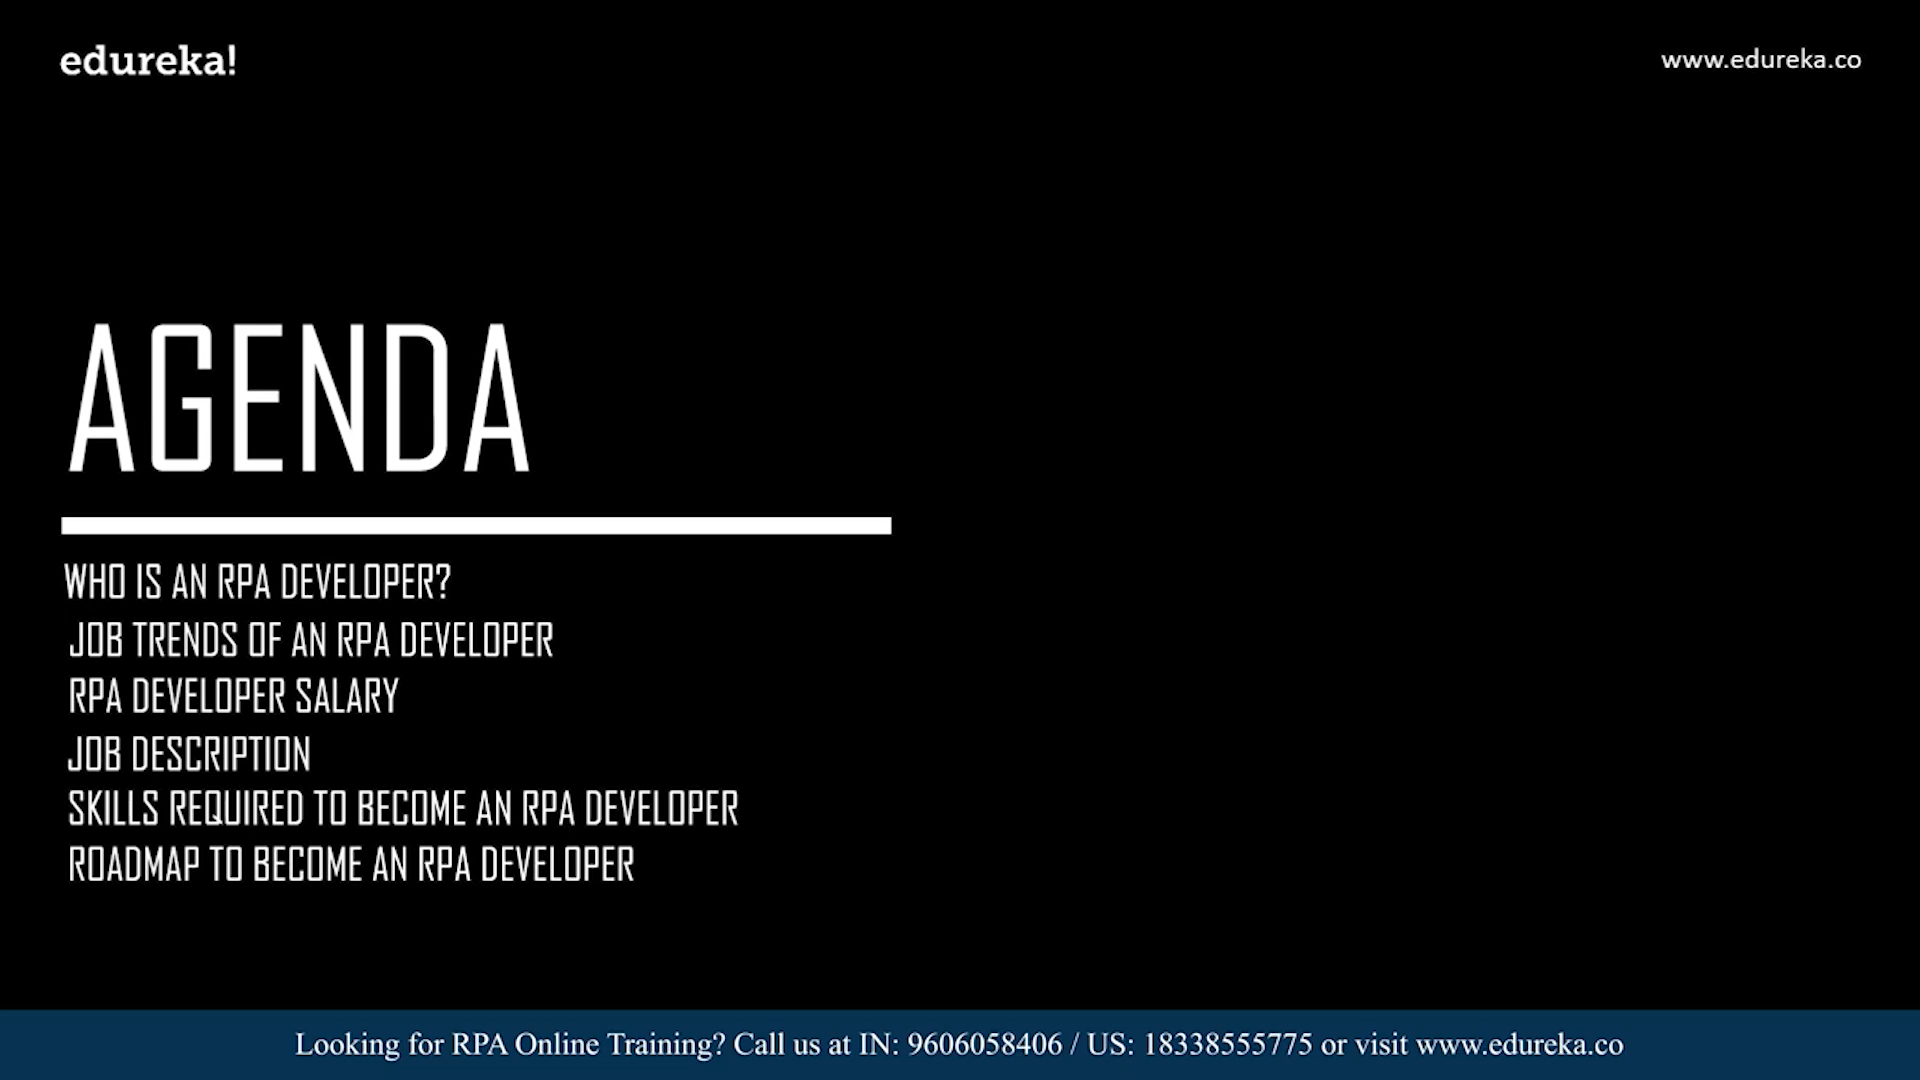 edureka!
www.edureka.co
AGENDA
WHO IS AN RPA DEVELOPER?
JOB TRENDS OF AN RPA DEVELOPER
RPA DEVELOPER SALARY
JOB DESCRIPTION
SKILLS REQUIRED TO BECOME AN RPA DEVELOPER
ROADMAP TO BECOME AN RPA DEVELOPER
Looking for RPA Online Training? Call us at IN: 9606058406 / US: 18338555775 or visit www.edureka.co